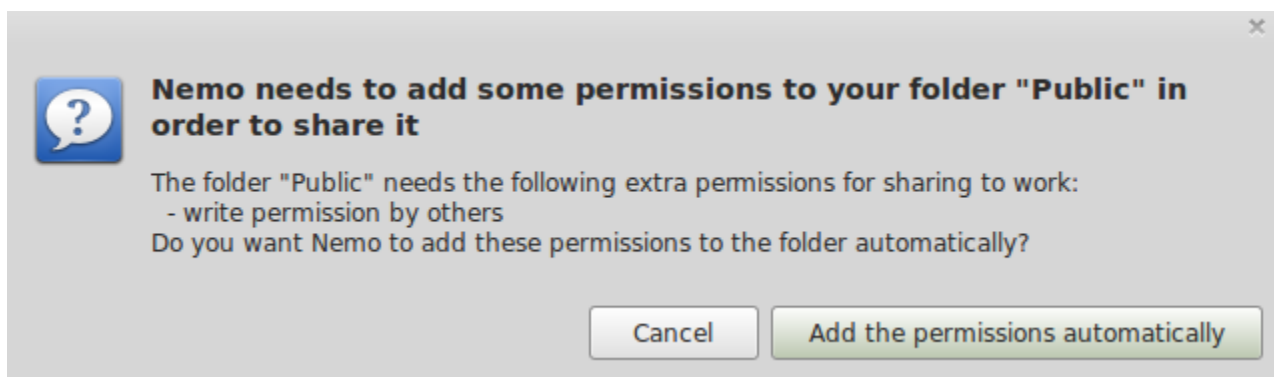 Nemo needs to add some permissions to your folder "Public" in
order to share it
The folder "Public" needs the following extra permissions for sharing to work:
- write permission by others
Do you want Nemo to add these permissions to the folder automatically?
Cancel
Add the permissions automatically